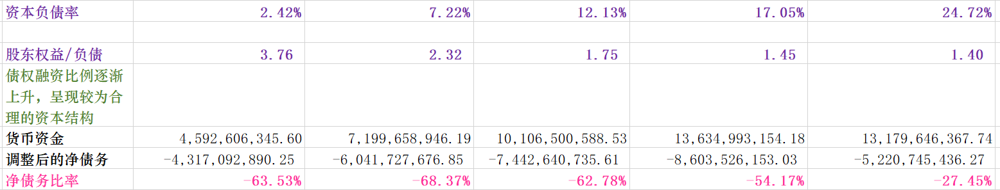 资本负债率 2.42% 7.22% 12.13% 17.05% 24.72%
股东权益/负债 3.76 2.32 1.75 1.45 1.40
债权融资比例逐渐
上升，呈现较为合
理的资本结构
货币资金 4,592,606,345.60 7,199,658,946.19 10,106,500,588.53 13,634,993,154.18 13,179,646,367.74
调整后的净债务 -4,317,092,890.25 -6,041,727,676.85 -7,442,640,735.61 -8,603,526,153.03 -5,220,745,436.27
净债务比率 -63.53% -68.37% -62.78% -54.17% -27.45%